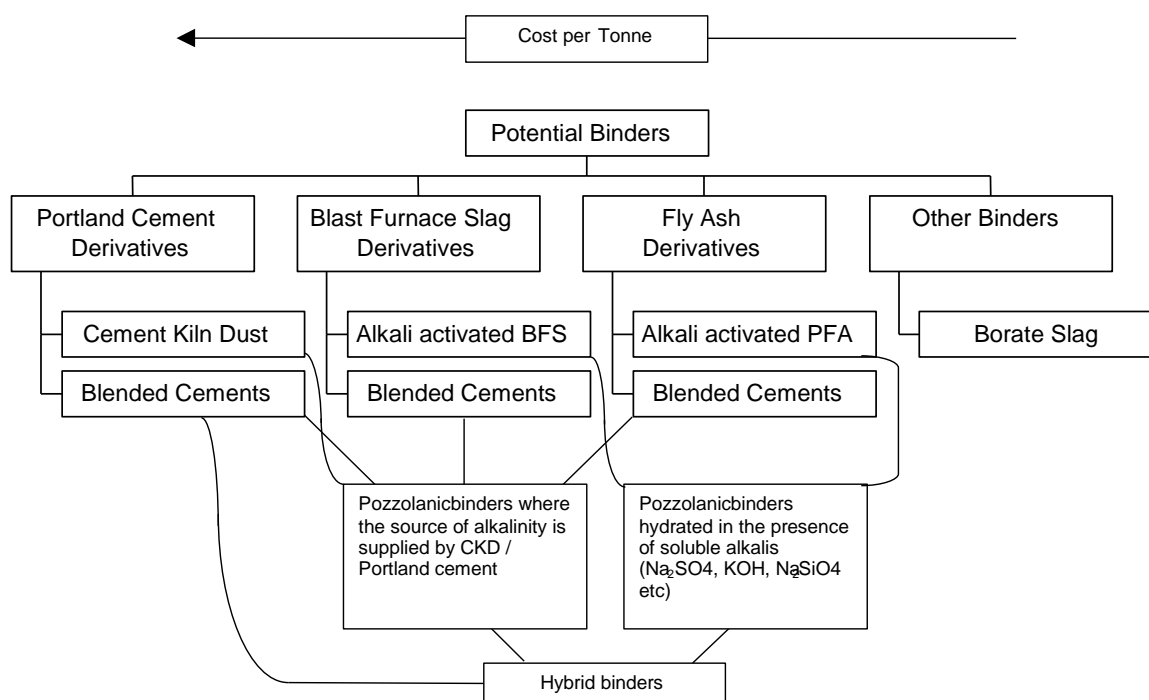 Cost per Tonne
Potential Binders
Portland Cement
Derivatives
Blast Furnace Slag
Derivatives
Fly Ash
Derivatives
Other Binders
Cement Kiln Dust
Alkali activated BFS
Alkali activated PFA
Borate Slag
Blended Cements
Blended Cements
Blended Cements
Pozzolanicbinders where
the source of alkalinity is
supplied by CKD /
Portland cement
Pozzolanicbinders
hydrated in the presence
of soluble alkalis
(Na₂SO4, KOH, Na₂SiO4
etc)
Hybrid binders